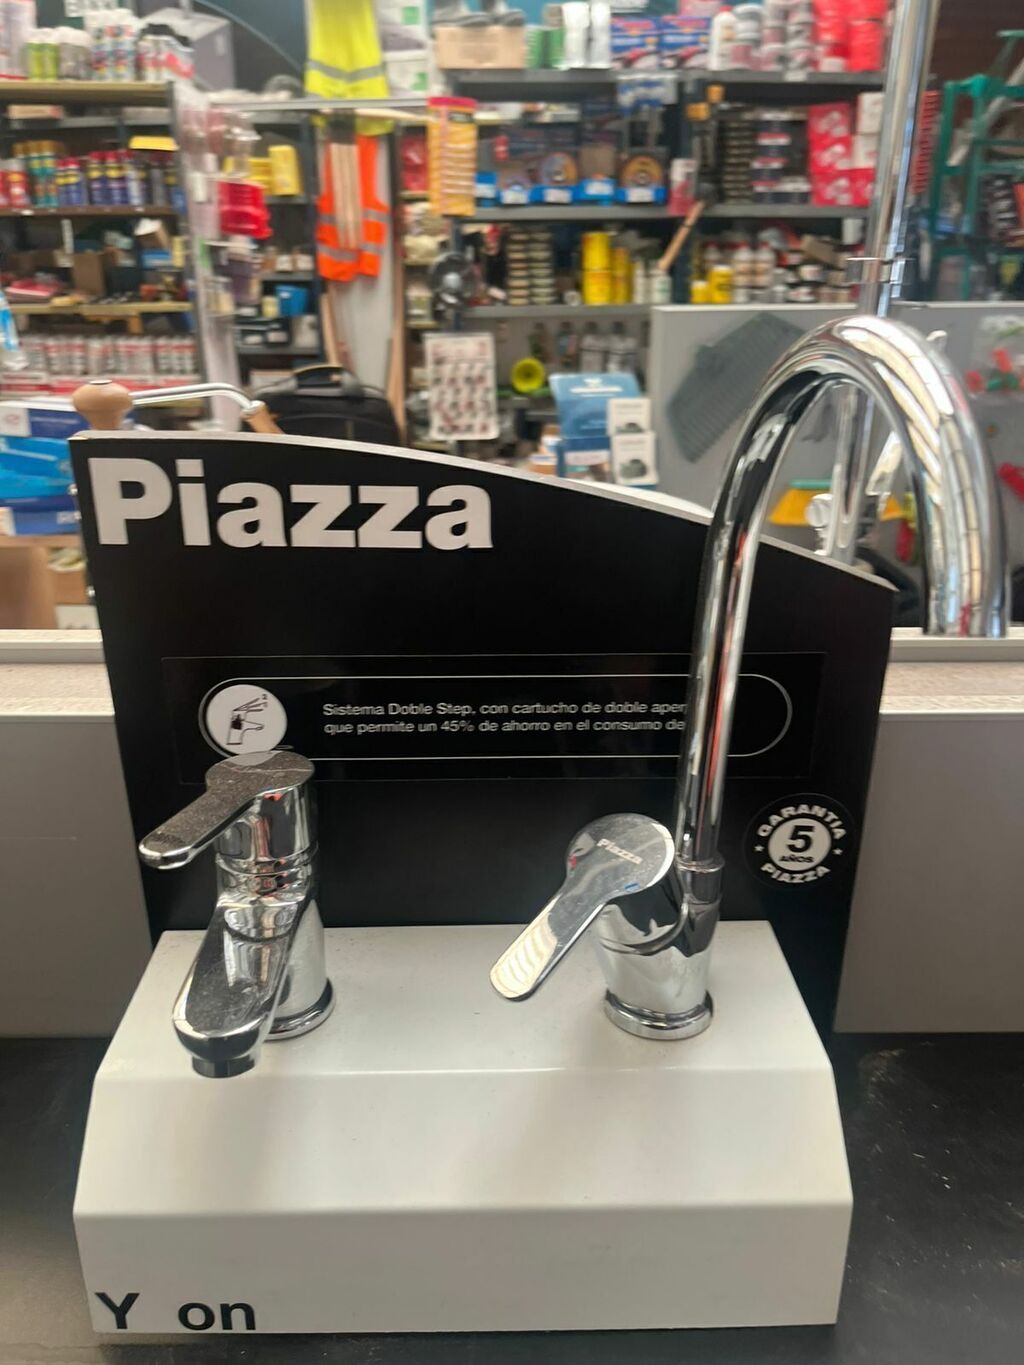 Piazza
Sistema Doble Step, con cartucho de doble aper
que permite un 45% de ahorro en el consumo de
Piazza
GARANTIA
5
AÑOS
PIAZZA
Y on